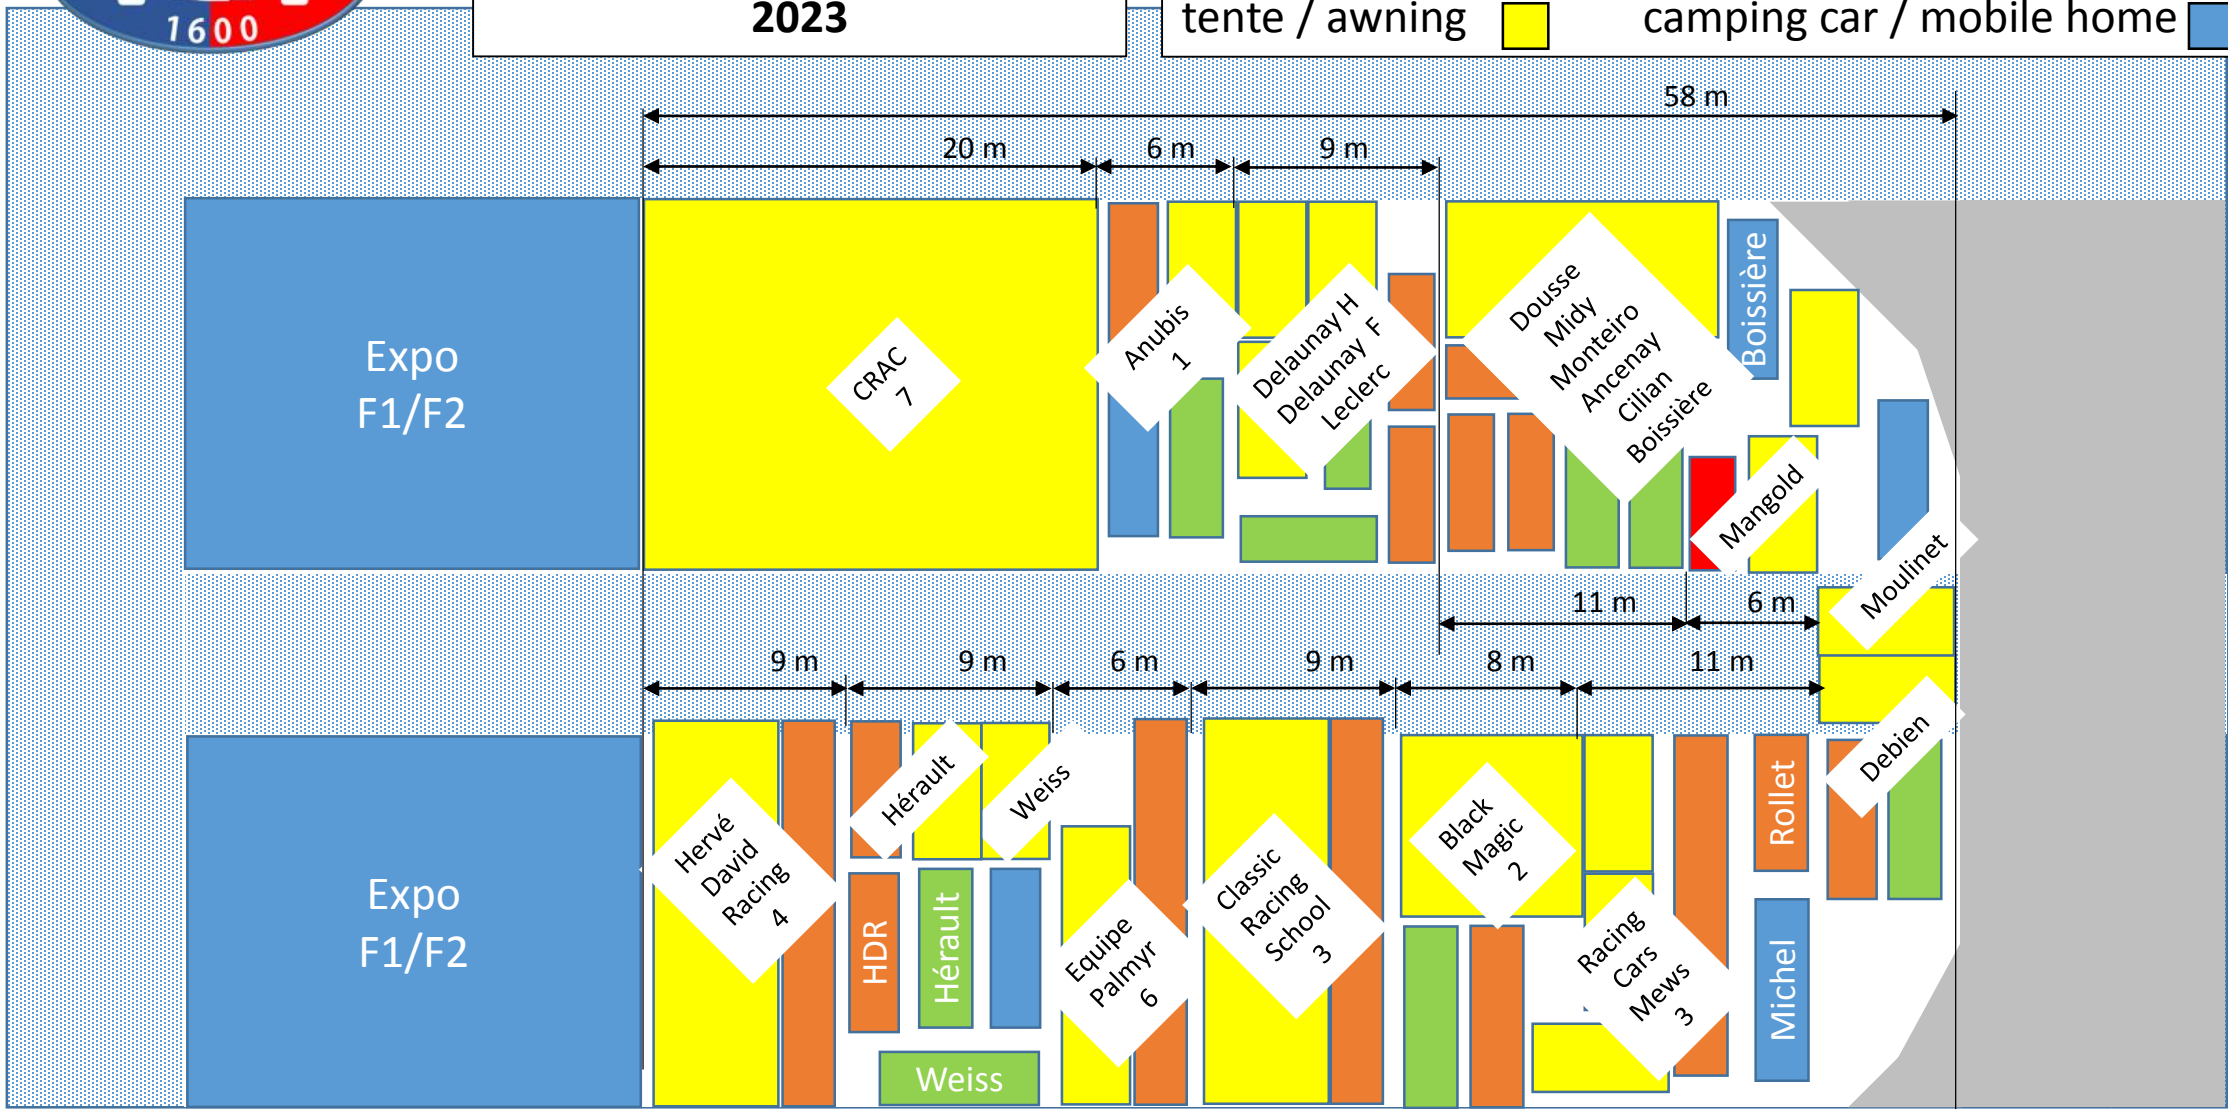 1600
2023
tente / awning
camping car / mobile home
58 m
20 m
6 m
9 m
Expo
F1/F2
CRAC
7
Anubis
1
Delaunay H
Delaunay F
Leclerc
Dousse
Midy
Monteiro
Ancenay
Cilian
Boissière
Boissière
Mangold
Moulinet
11 m
6 m
9 m
9 m
6 m
9 m
8 m
11 m
Expo
F1/F2
Hervé
David
Racing
4
Hérault
Weiss
HDR
Hérault
Weiss
Equipe
Palmyr
6
Classic
Racing
School
3
Black
Magic
2
Racing
Cars
Mews
3
Rollet
Michel
Debien